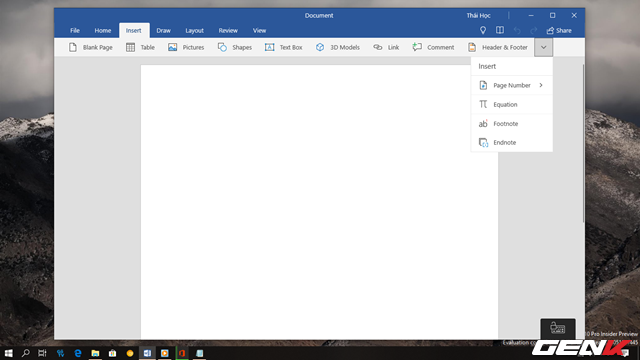 Document
Thái Học
File Home Insert Draw Layout Review View
Share
Blank Page Table Pictures Shapes Text Box 3D Models Link Comment Header & Footer
Insert
Page Number
Equation
ab Footnote
Endnote
Pro Insider Preview
Evaluation
GENK